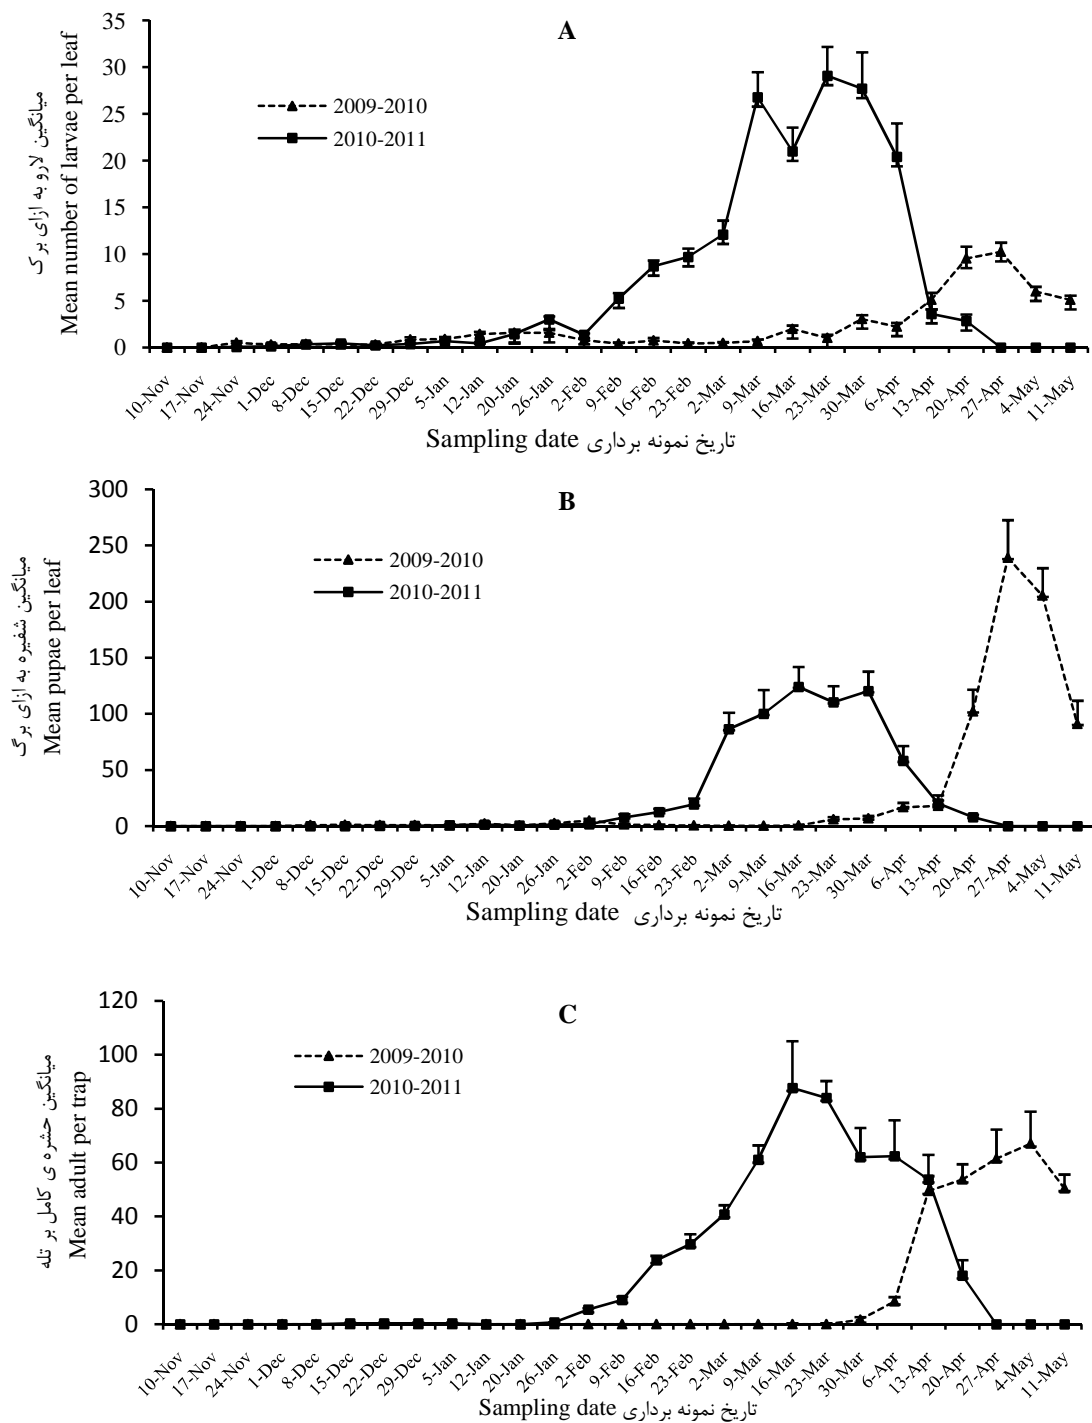 A
35
30
25
20
15
10
5
0
میانگین لارو به ازای برگ
Mean number of larvae per leaf
2009-2010
2010-2011
10-Nov
17-Nov
24-Nov
1-Dec
8-Dec
15-Dec
22-Dec
29-Dec
5-Jan
12-Jan
20-Jan
26-Jan
2-Feb
9-Feb
16-Feb
23-Feb
2-Mar
9-Mar
16-Mar
23-Mar
30-Mar
6-Apr
13-Apr
20-Apr
27-Apr
4-May
11-May
Sampling date تاریخ نمونه برداری
B
300
250
200
150
100
50
0
میانگین شفیره به ازای برگ
Mean pupae per leaf
2009-2010
2010-2011
10-Nov
17-Nov
24-Nov
1-Dec
8-Dec
15-Dec
22-Dec
29-Dec
5-Jan
12-Jan
20-Jan
26-Jan
2-Feb
9-Feb
16-Feb
23-Feb
2-Mar
9-Mar
16-Mar
23-Mar
30-Mar
6-Apr
13-Apr
20-Apr
27-Apr
4-May
11-May
Sampling date تاریخ نمونه برداری
C
120
100
80
60
40
20
0
میانگین حشره ی کامل بر تله
Mean adult per trap
2009-2010
2010-2011
10-Nov
17-Nov
24-Nov
1-Dec
8-Dec
15-Dec
22-Dec
29-Dec
5-Jan
12-Jan
20-Jan
26-Jan
2-Feb
9-Feb
16-Feb
23-Feb
2-Mar
9-Mar
16-Mar
23-Mar
30-Mar
6-Apr
13-Apr
20-Apr
27-Apr
4-May
11-May
Sampling date تاریخ نمونه برداری